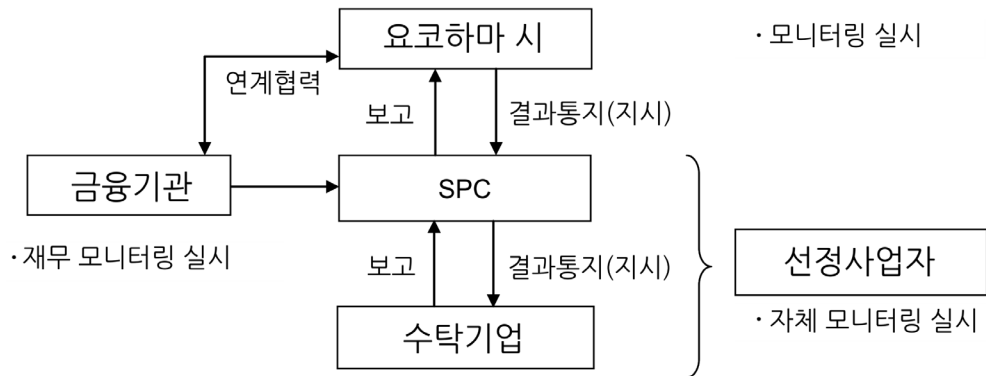 요코하마 시
· 모니터링 실시
연계협력
보고
결과통지(지시)
금융기관
SPC
· 재무 모니터링 실시
보고
결과통지(지시)
선정사업자
수탁기업
· 자체 모니터링 실시